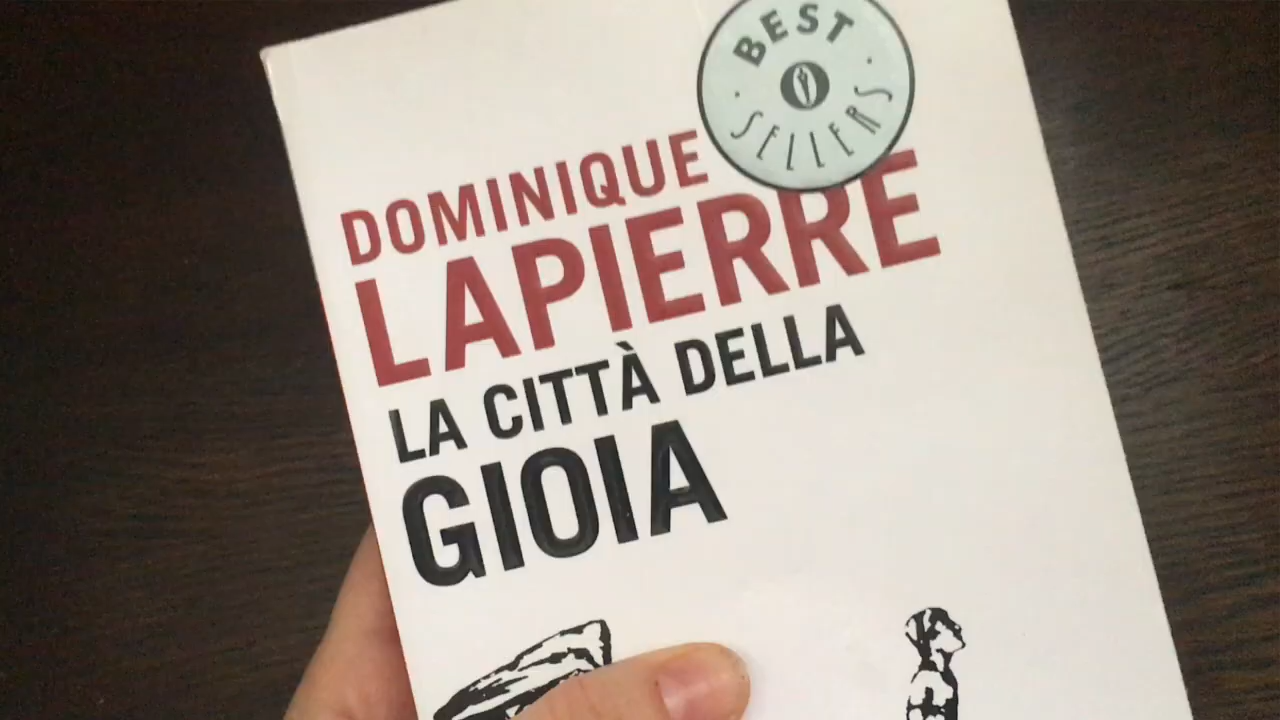 BEST
SELLERS
DOMINIQUE
LAPIERRE
LA CITTÀ DELLA
GIOIA